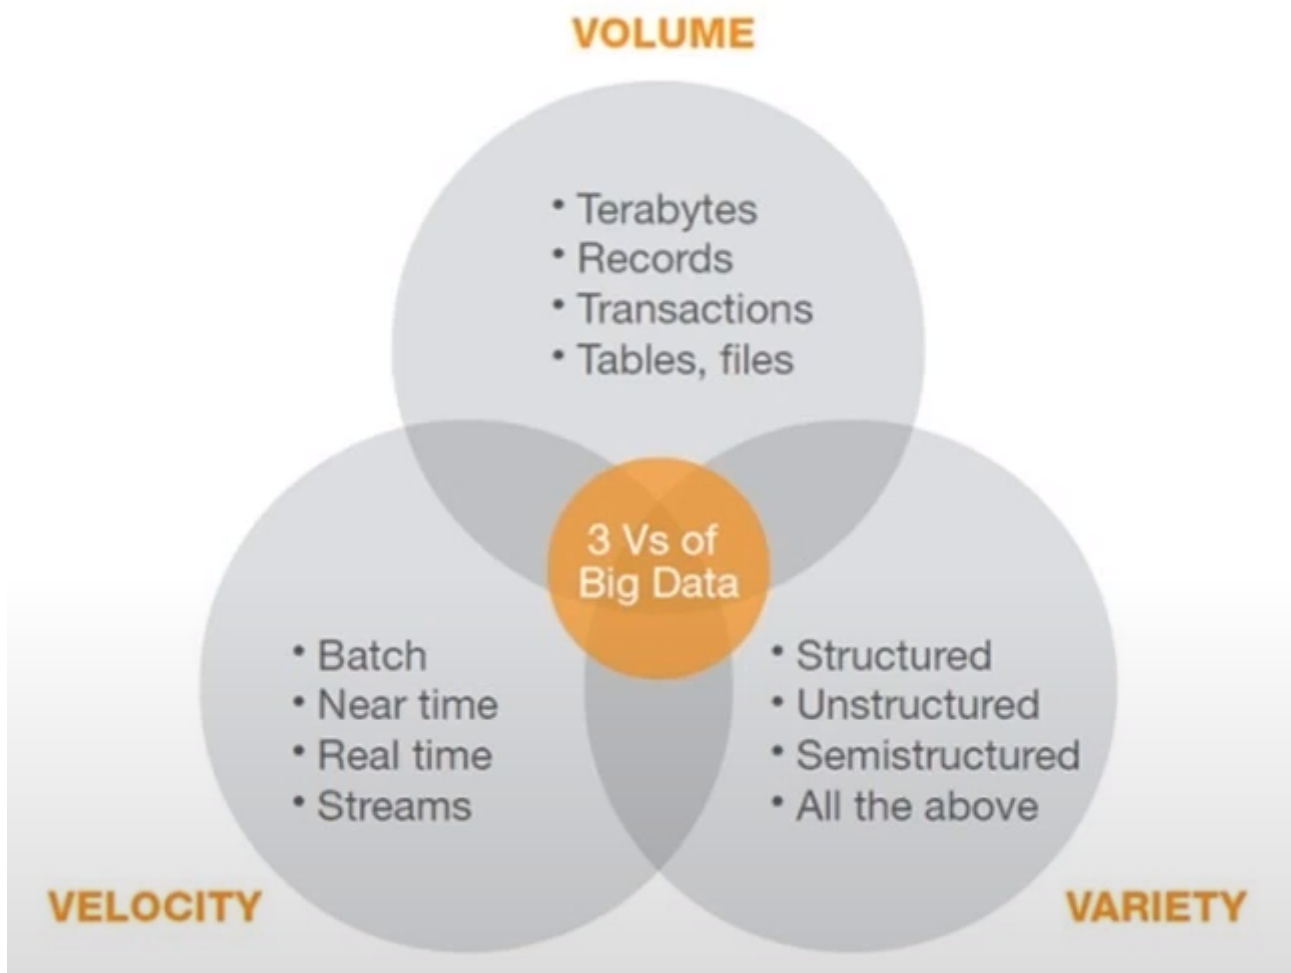 VOLUME
• Terabytes
• Records
• Transactions
• Tables, files
3 Vs of
Big Data
• Batch
• Near time
• Real time
• Streams
• Structured
• Unstructured
• Semistructured
• All the above
VELOCITY
VARIETY